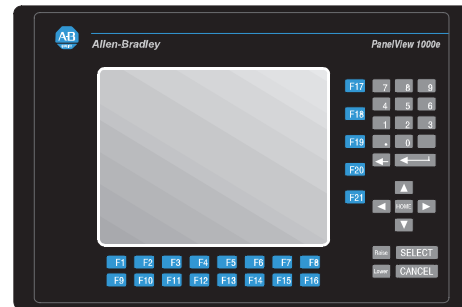 A·B
Allen-Bradley
PanelView 1000e
F17 7 8 9
F18 4 5 6
1 2 3
F19 . 0
F20
F21
HOME
F1 F2 F3 F4 F5 F6 F7 F8
F9 F10 F11 F12 F13 F14 F15 F16
Raise SELECT
Lower CANCEL